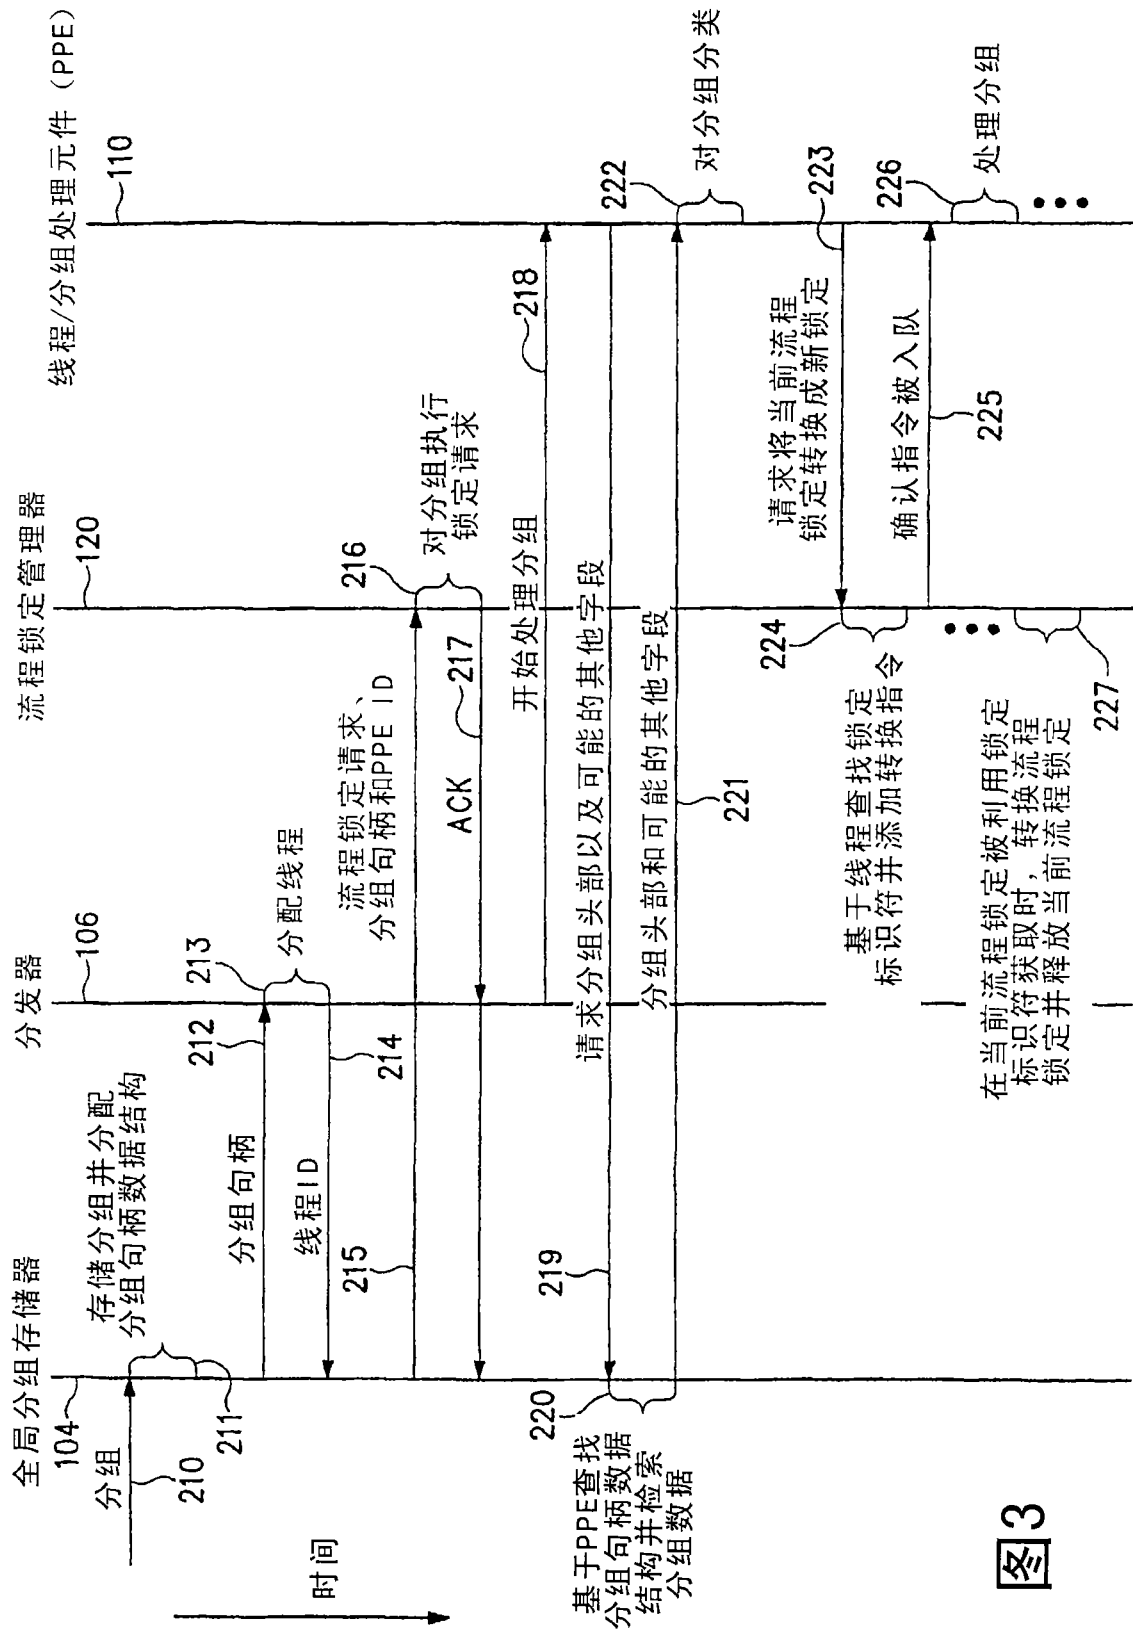 全局分组存储器
分发器
流程锁定管理器
线程/分组处理元件（PPE）
104
106
120
110
分组
210
存储分组并分配
分组句柄数据结构
211
分组句柄
212
213
分配线程
线程ID
214
215
流程锁定请求、
分组句柄和PPE ID
216
对分组执行
锁定请求
ACK
217
开始处理分组
218
219
请求分组头部以及可能的其他字段
220
基于PPE查找
分组句柄数据
结构并检索
分组数据
分组头部和可能的其他字段
221
222
对分组分类
请求将当前流程
锁定转换成新锁定
223
224
基于线程查找锁定
标识符并添加转换指令
确认指令被入队
225
226
处理分组
在当前流程锁定被利用锁定
标识符获取时，转换流程
锁定并释放当前流程锁定
227
时间
图3